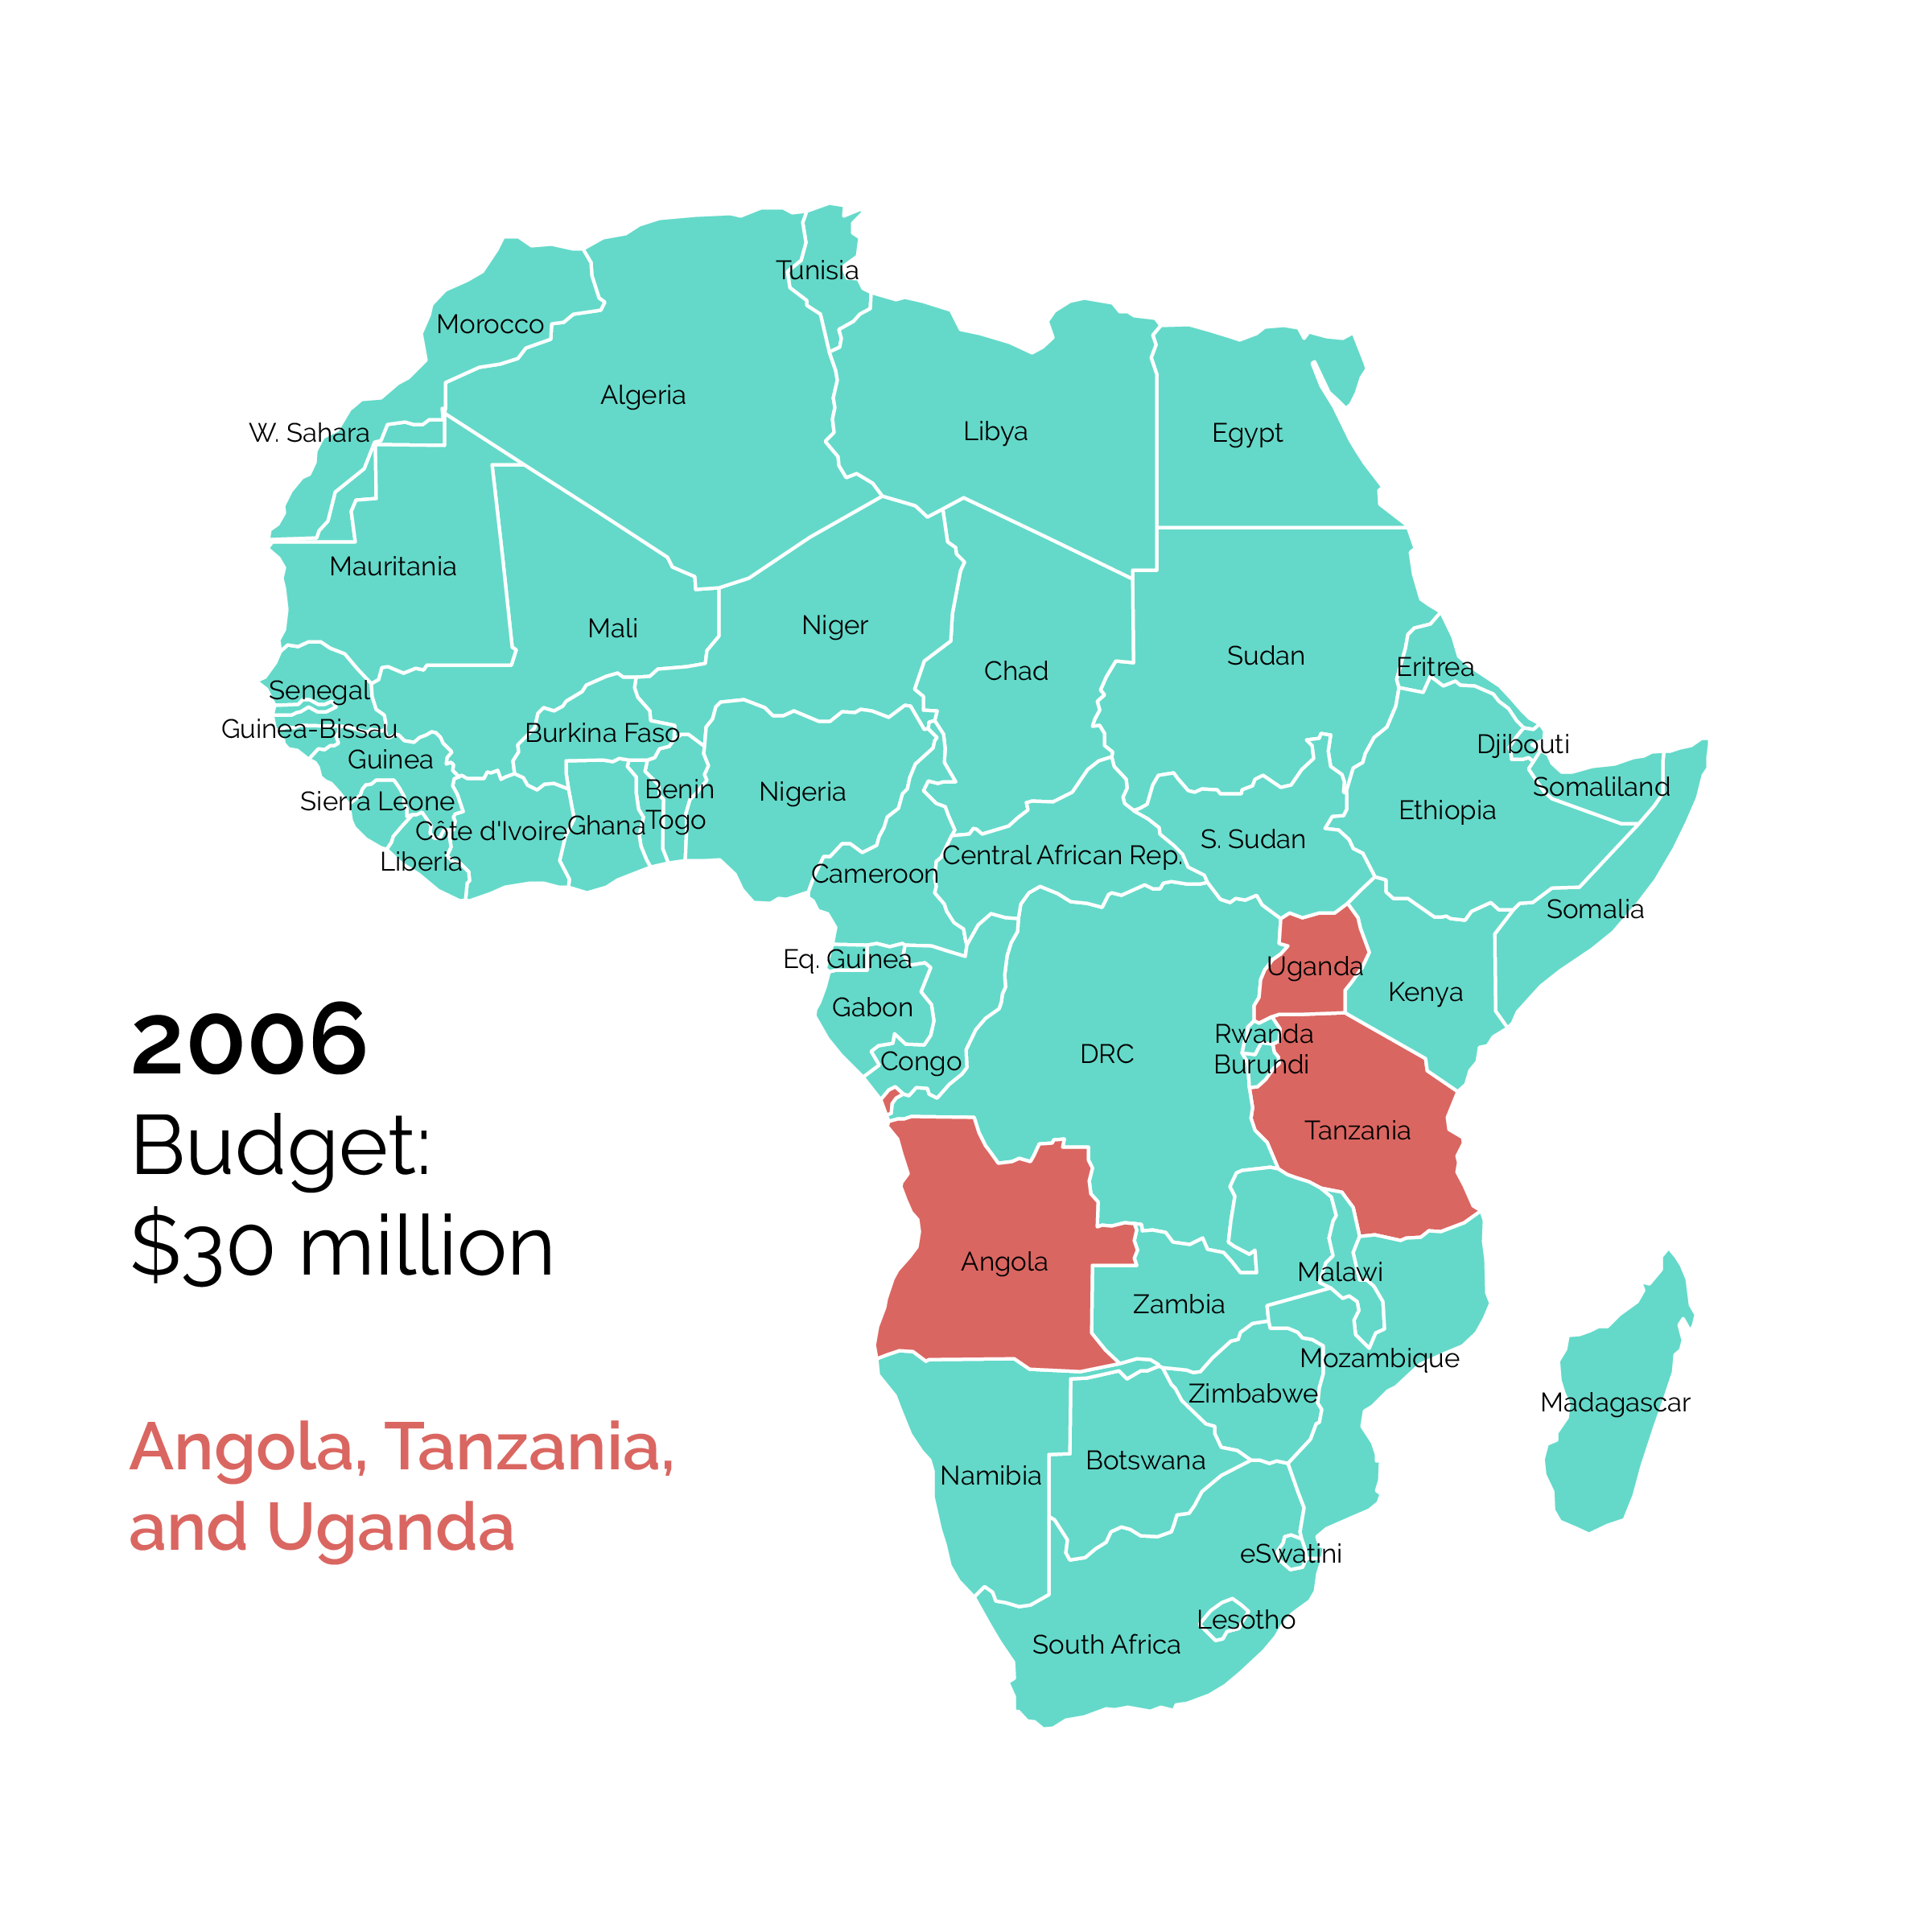 Tunisia
Morocco
Algeria
W. Sahara
Libya
Egypt
Mauritania
Mali
Niger
Chad
Sudan
Eritrea
Senegal
Guinea-Bissau
Burkina Faso
Djibouti
Guinea
Benin
Nigeria
Somaliland
Sierra Leone
Ethiopia
Togo
Côte d'Ivoire
Ghana
S. Sudan
Liberia
Central African Rep.
Cameroon
Somalia
Eq. Guinea
Uganda
Kenya
Gabon
Rwanda
Congo
DRC
Burundi
Tanzania
Angola
Malawi
Zambia
Mozambique
Zimbabwe
Madagascar
Botswana
Namibia
eSwatini
Lesotho
South Africa
2006
Budget:
$30 million
Angola, Tanzania,
and Uganda